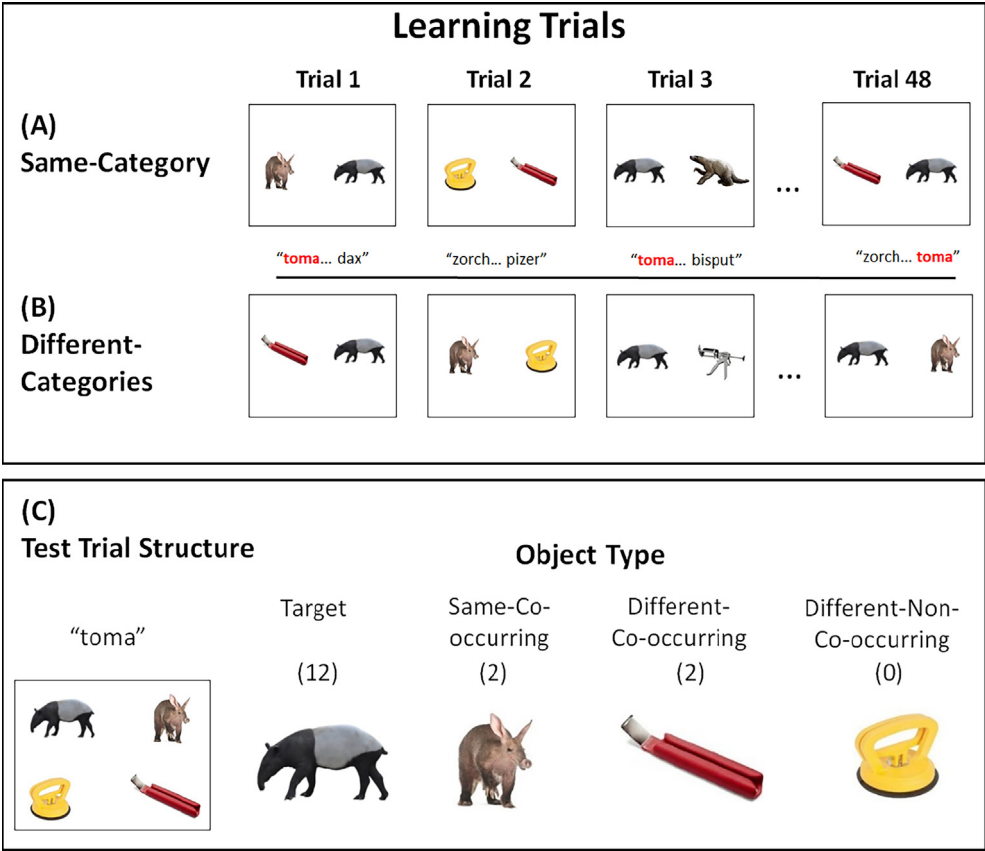 Learning Trials
Trial 1 Trial 2 Trial 3 Trial 48
(A)
Same-Category
...
“toma... dax” “zorch... pizer” “toma... bisput” “zorch... toma”
(B)
Different-
Categories
...
(C)
Test Trial Structure
Object Type
“toma”
Target
(12)
Same-Co-
occurring
(2)
Different-
Co-occurring
(2)
Different-Non-
Co-occurring
(0)